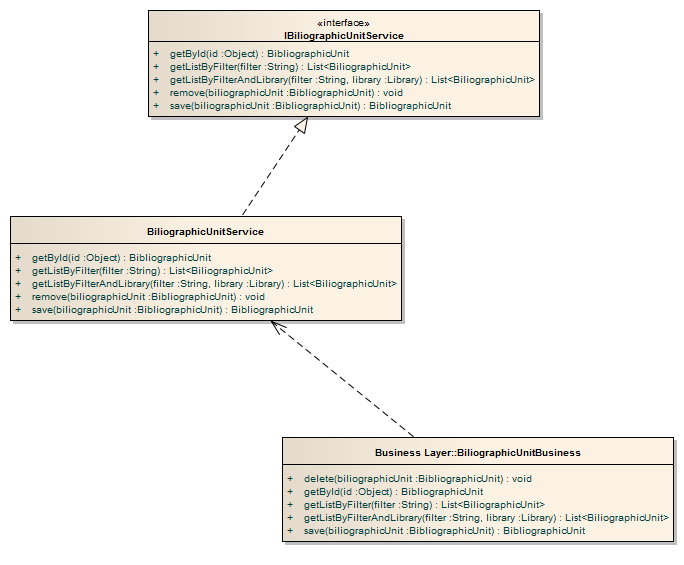 «interface»
IBiliographicUnitService
+ getById(id :Object) : BibliographicUnit
+ getListByFilter(filter :String) : List<BiliographicUnit>
+ getListByFilterAndLibrary(filter :String, library :Library) : List<BibliographicUnit>
+ remove(biliographicUnit :BibliographicUnit) : void
+ save(biliographicUnit :BibliographicUnit) : BibliographicUnit
BiliographicUnitService
+ getById(id :Object) : BibliographicUnit
+ getListByFilter(filter :String) : List<BiliographicUnit>
+ getListByFilterAndLibrary(filter :String, library :Library) : List<BibliographicUnit>
+ remove(biliographicUnit :BibliographicUnit) : void
+ save(biliographicUnit :BibliographicUnit) : BibliographicUnit
Business Layer::BiliographicUnitBusiness
+ delete(biliographicUnit :BibliographicUnit) : void
+ getById(id :Object) : BibliographicUnit
+ getListByFilter(filter :String) : List<BiliographicUnit>
+ getListByFilterAndLibrary(filter :String, library :Library) : List<BibliographicUnit>
+ save(biliographicUnit :BibliographicUnit) : BibliographicUnit